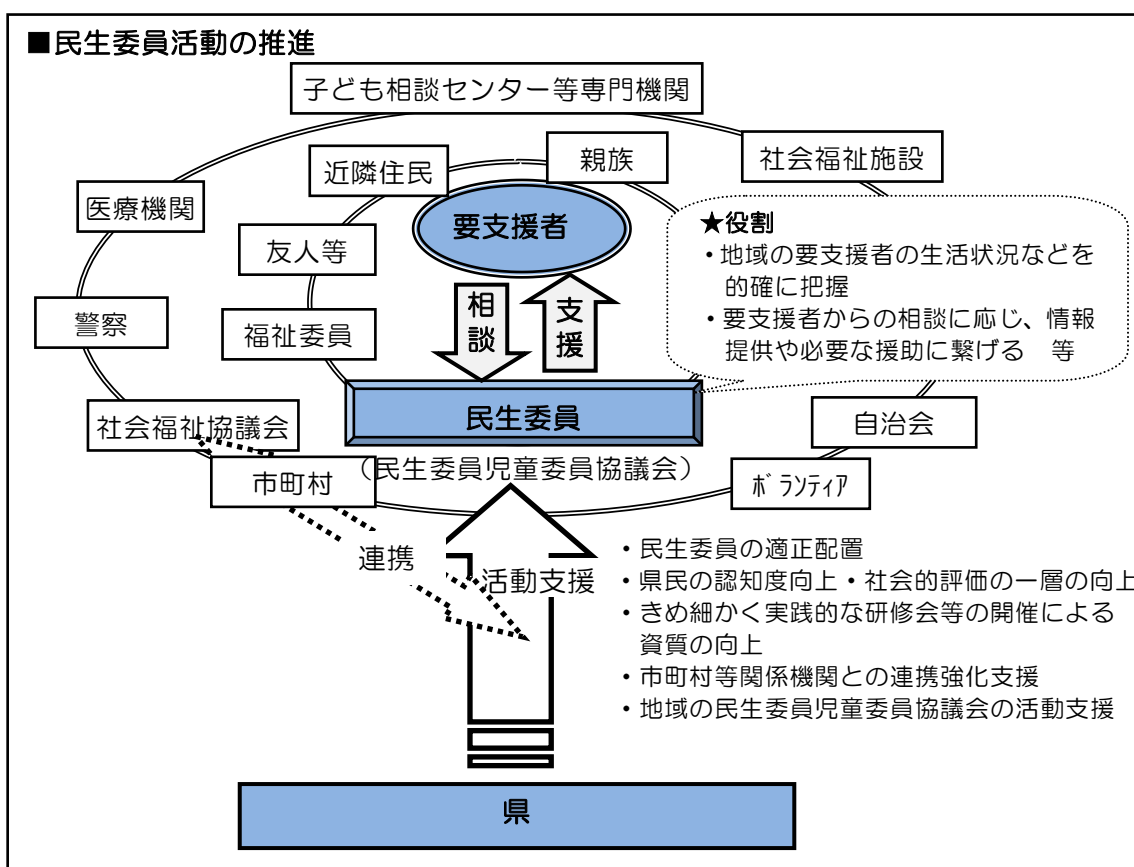 ■民生委員活動の推進
子ども相談センター等専門機関
近隣住民
親族
社会福祉施設
医療機関
要支援者
友人等
警察
福祉委員
相談
支援
★役割
・地域の要支援者の生活状況などを
的確に把握
・要支援者からの相談に応じ、情報
提供や必要な援助に繋げる　等
民生委員
社会福祉協議会
自治会
（民生委員児童委員協議会）
市町村
ﾎﾞﾗﾝﾃｨｱ
連携
活動支援
・民生委員の適正配置
・県民の認知度向上・社会的評価の一層の向上
・きめ細かく実践的な研修会等の開催による
資質の向上
・市町村等関係機関との連携強化支援
・地域の民生委員児童委員協議会の活動支援
県